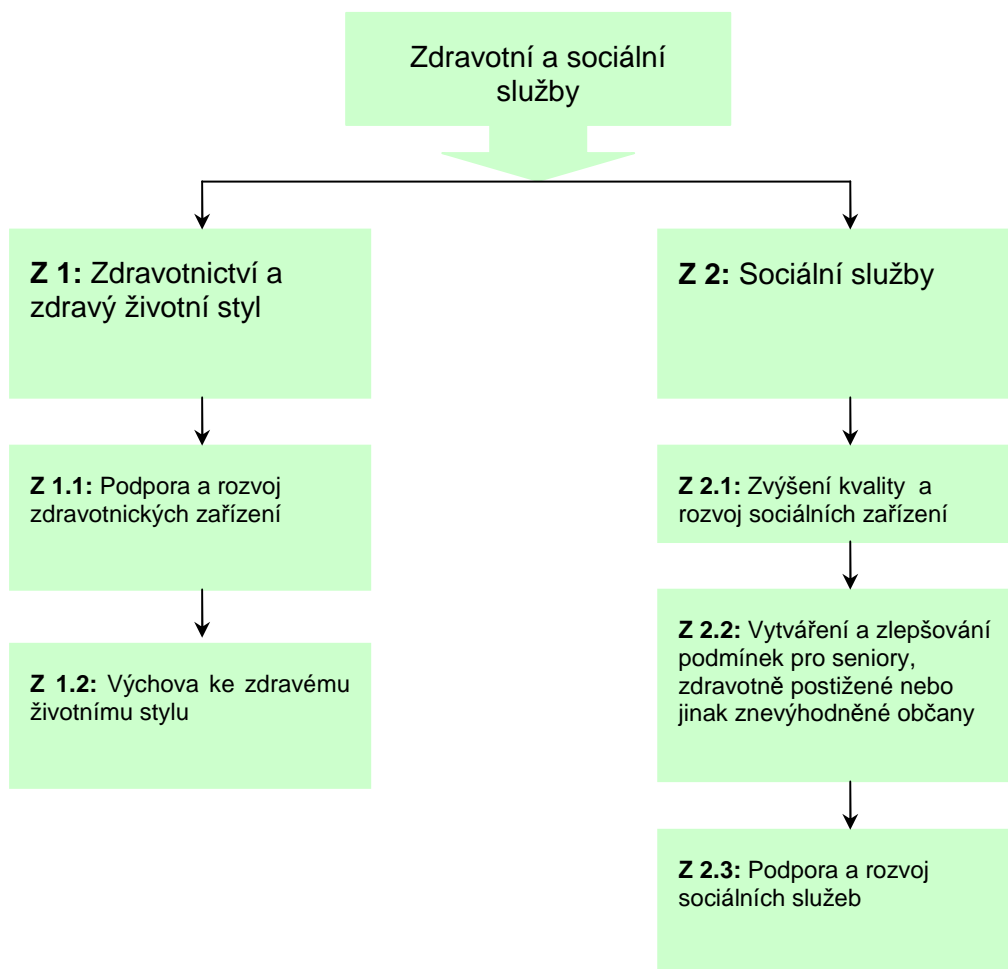 Zdravotní a sociální
služby
Z 1: Zdravotnictví a
zdravý životní styl
Z 2: Sociální služby
Z 1.1: Podpora a rozvoj
zdravotnických zařízení
Z 2.1: Zvýšení kvality  a
rozvoj sociálních zařízení
Z 1.2: Výchova ke zdravému
životnímu stylu
Z 2.2: Vytváření a zlepšování
podmínek pro seniory,
zdravotně postižené nebo
jinak znevýhodněné občany
Z 2.3: Podpora a rozvoj
sociálních služeb